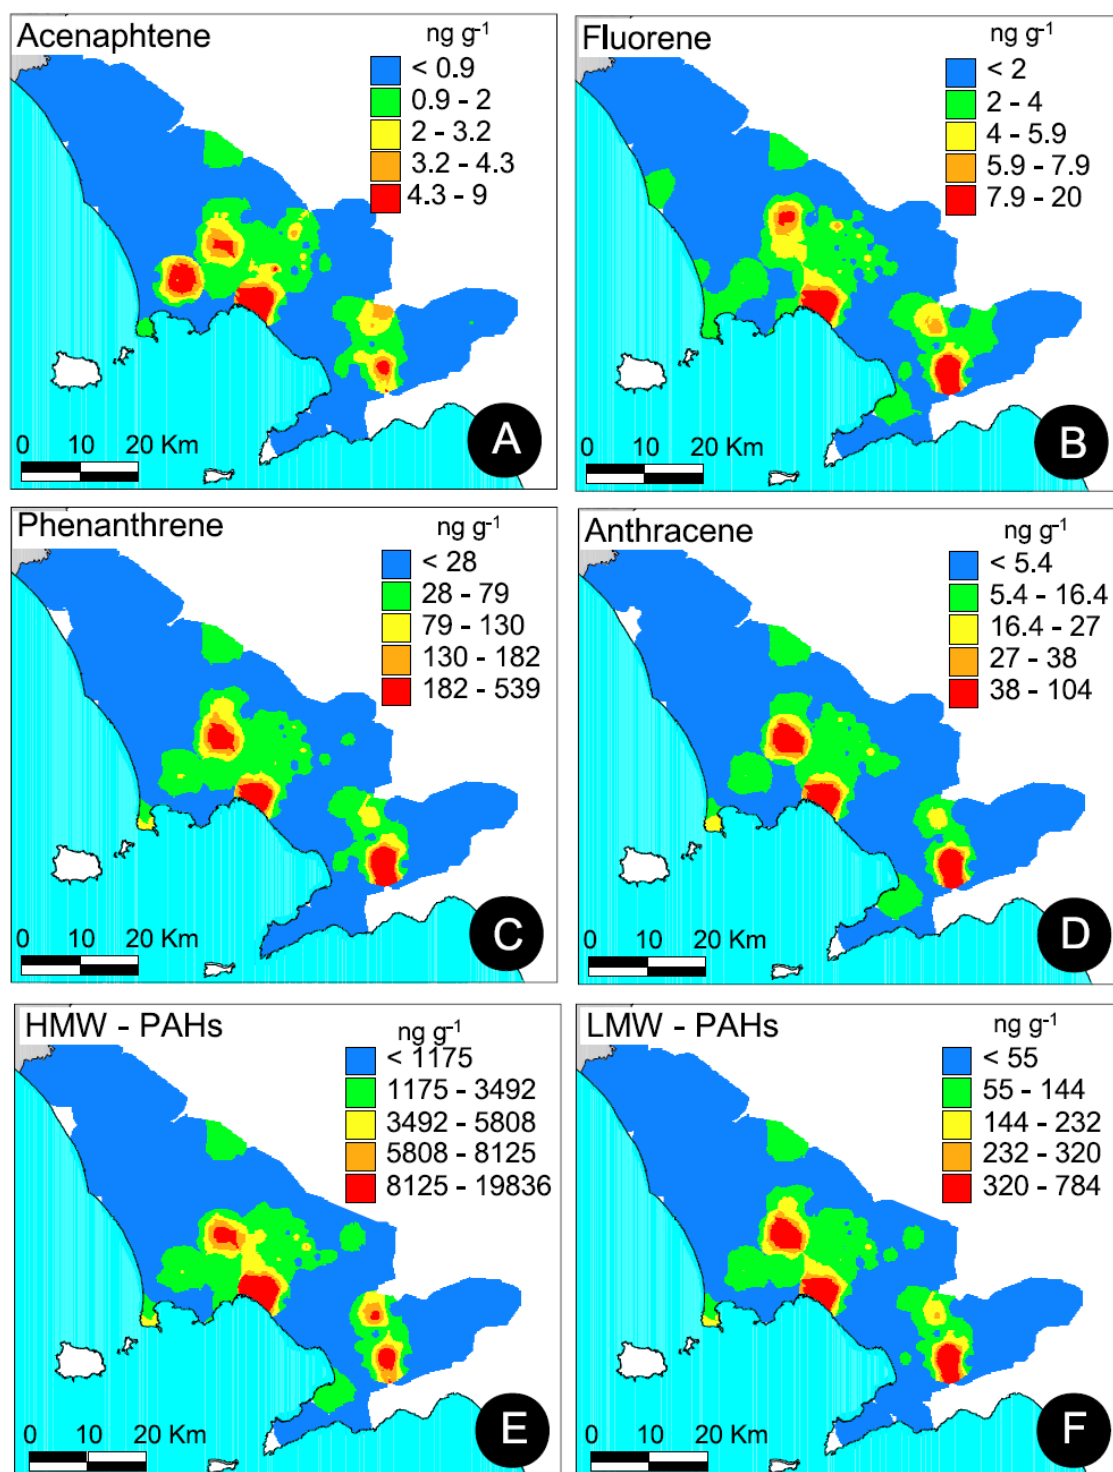 Acenaphtene
ng g⁻¹
< 0.9
0.9 - 2
2 - 3.2
3.2 - 4.3
4.3 - 9
0 10 20 Km
A
Fluorene
ng g⁻¹
< 2
2 - 4
4 - 5.9
5.9 - 7.9
7.9 - 20
0 10 20 Km
B
Phenanthrene
ng g⁻¹
< 28
28 - 79
79 - 130
130 - 182
182 - 539
0 10 20 Km
C
Anthracene
ng g⁻¹
< 5.4
5.4 - 16.4
16.4 - 27
27 - 38
38 - 104
0 10 20 Km
D
HMW - PAHs
ng g⁻¹
< 1175
1175 - 3492
3492 - 5808
5808 - 8125
8125 - 19836
0 10 20 Km
E
LMW - PAHs
ng g⁻¹
< 55
55 - 144
144 - 232
232 - 320
320 - 784
0 10 20 Km
F